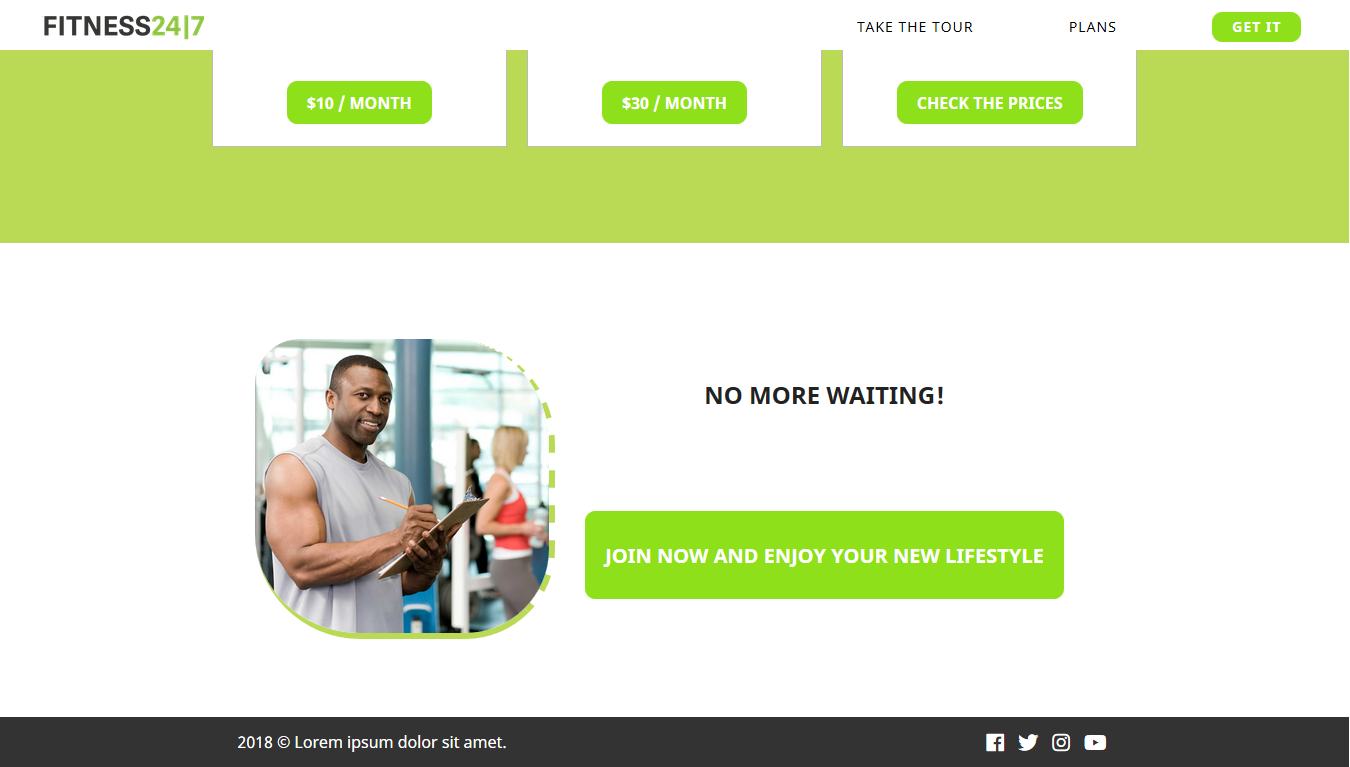 FITNESS24|7
TAKE THE TOUR
PLANS
GET IT
$10 / MONTH
$30 / MONTH
CHECK THE PRICES
NO MORE WAITING!
JOIN NOW AND ENJOY YOUR NEW LIFESTYLE
2018 © Lorem ipsum dolor sit amet.